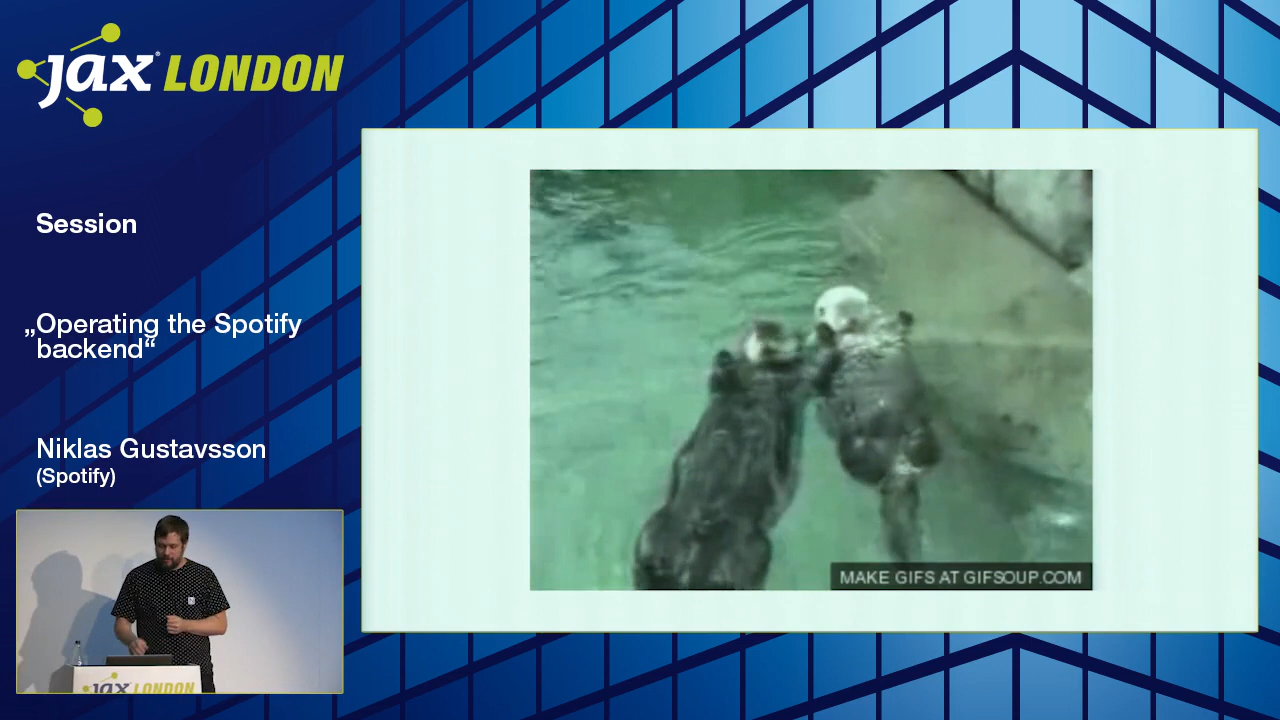 jax® LONDON
Session
„Operating the Spotify
backend“
Niklas Gustavsson
(Spotify)
MAKE GIFS AT GIFSOUP.COM
jax LONDON